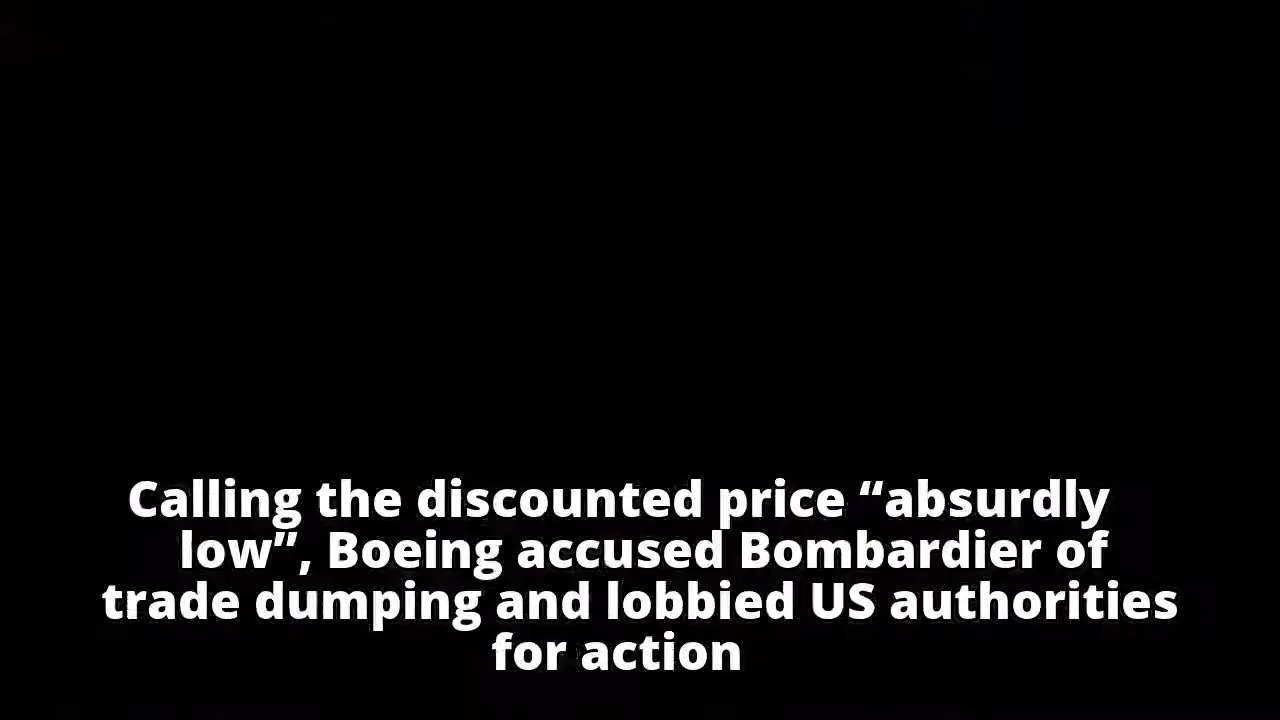 Calling the discounted price “absurdly
low”, Boeing accused Bombardier of
trade dumping and lobbied US authorities
for action